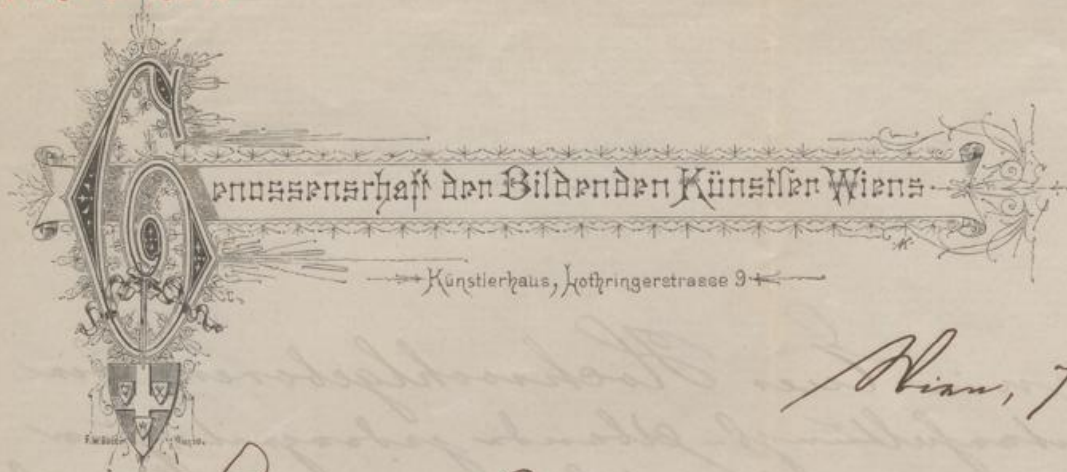 Genossenschaft der Bildenden Künstler Wiens
Künstlerhaus, Lothringerstrasse 9
Wien, 7